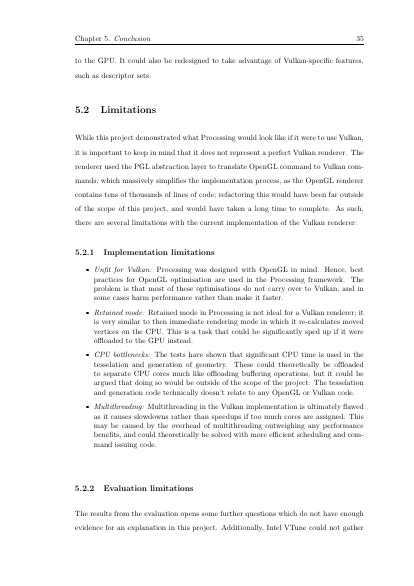 Chapter 5. Conclusion 35
to the GPU. It could also be redesigned to take advantage of Vulkan-specific features,
such as descriptor sets.
5.2 Limitations
While this project demonstrated what Processing would look like if it were to use Vulkan,
it is important to keep in mind that it does not represent a perfect Vulkan renderer. The
renderer used the PGL abstraction layer to translate OpenGL command to Vulkan com-
mands, which massively simplifies the implementation process, as the OpenGL renderer
contains tens of thousands of lines of code; refactoring this would have been far outside
of the scope of this project, and would have taken a long time to complete. As such,
there are several limitations with the current implementation of the Vulkan renderer:
5.2.1 Implementation limitations
• Unfit for Vulkan: Processing was designed with OpenGL in mind. Hence, best
practices for OpenGL optimisation are used in the Processing framework. The
problem is that most of these optimisations do not carry over to Vulkan, and in
some cases harm performance rather than make it faster.
• Retained mode: Retained mode in Processing is not ideal for a Vulkan renderer; it
is very similar to then immediate rendering mode in which it re-calculates moved
vertices on the CPU. This is a task that could be significantly sped up if it were
offloaded to the GPU instead.
• CPU bottlenecks: The tests have shown that significant CPU time is used in the
tesselation and generation of geometry. These could theoretically be offloaded
to separate CPU cores much like offloading buffering operations, but it could be
argued that doing so would be outside of the scope of the project: The tesselation
and generation code technically doesn't relate to any OpenGL or Vulkan code.
• Multithreading: Multithreading in the Vulkan implementation is ultimately flawed
as it causes slowdowns rather than speedups if too much cores are assigned. This
may be caused by the overhead of multithreading outweighing any performance
benefits, and could theoretically be solved with more efficient scheduling and com-
mand issuing code.
5.2.2 Evaluation limitations
The results from the evaluation opens some further questions which do not have enough
evidence for an explanation in this project. Additionally, Intel VTune could not gather